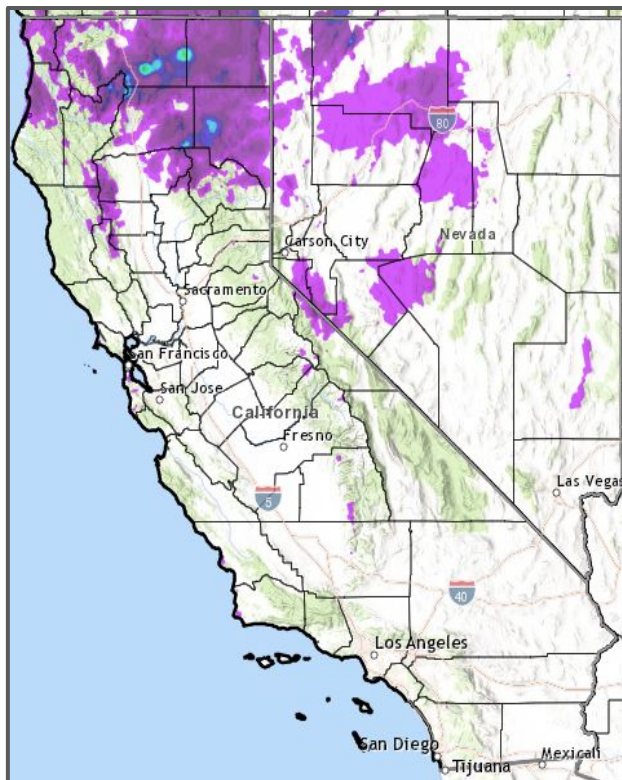 80
Nevada
Carson City
Sacramento
San Francisco
San Jose
California
Fresno
Las Vegas
5
40
Los Angeles
San Diego
Tijuana
Mexicali